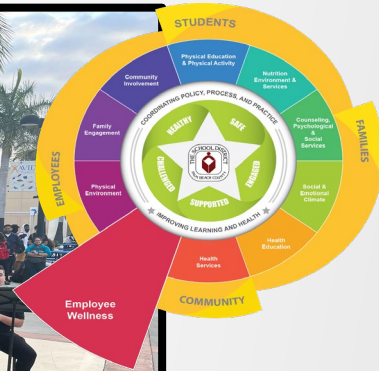 STUDENTS
Physical Education
& Physical Activity
Nutrition
Environment &
Services
Counseling,
Psychological
&
Social
Services
Social &
Emotional
Climate
Health
Education
Health
Services
Employee
Wellness
Physical
Environment
Family
Engagement
Community
Involvement
FAMILIES
COMMUNITY
EMPLOYEES
COORDINATING POLICY, PROCESS, AND PRACTICE
IMPROVING LEARNING AND HEALTH
HEALTHY
SAFE
ENGAGED
SUPPORTED
CHALLENGED
THE SCHOOL DISTRICT
PALM BEACH COUNTY